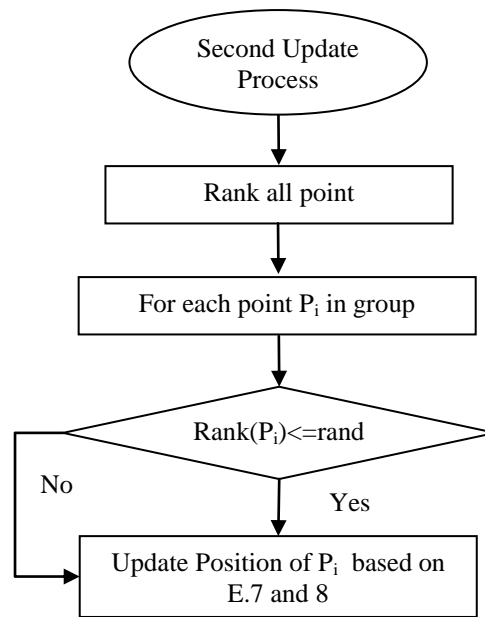 Second Update
Process
Rank all point
For each point Pi in group
Rank(Pi)<=rand
No
Yes
Update Position of Pi based on
E.7 and 8